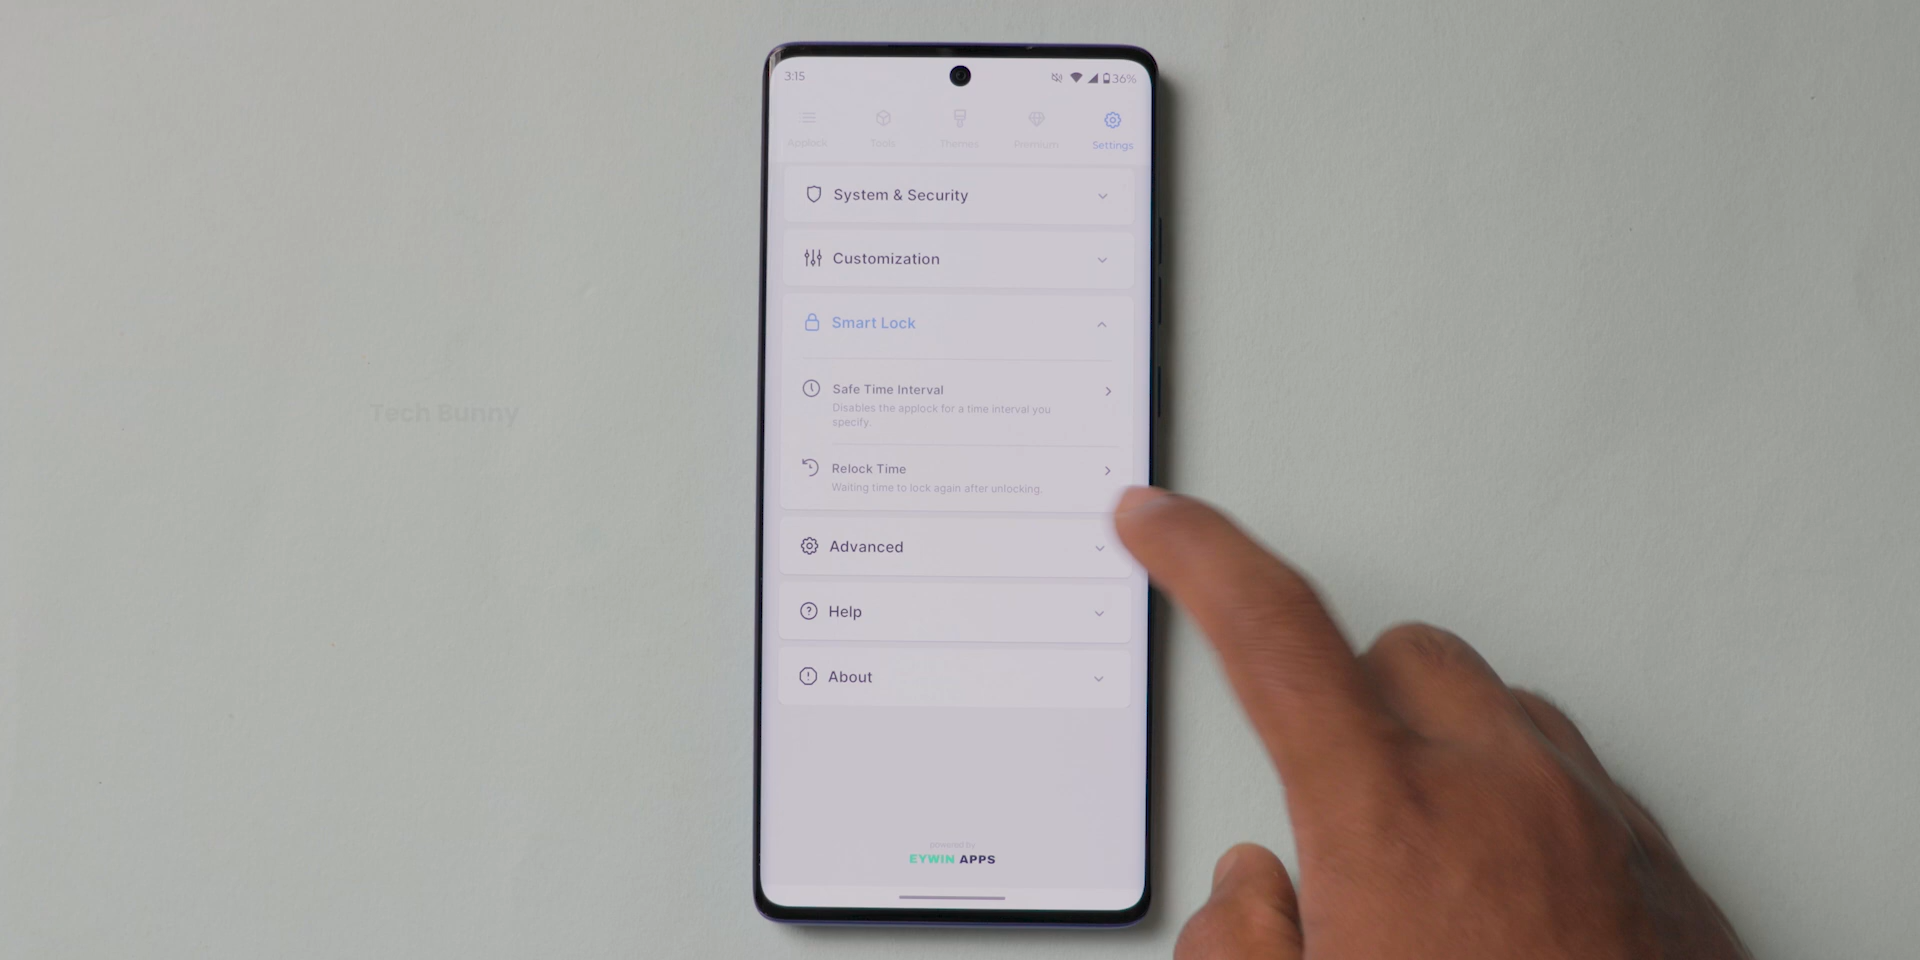 3:15
36%
Applock Tools Themes Premium Settings
System & Security
Customization
Smart Lock
Safe Time Interval
Disables the applock for a time interval you
specify.
Relock Time
Waiting time to lock again after unlocking.
Advanced
Help
About
powered by
EYWIN APPS
Tech Bunny